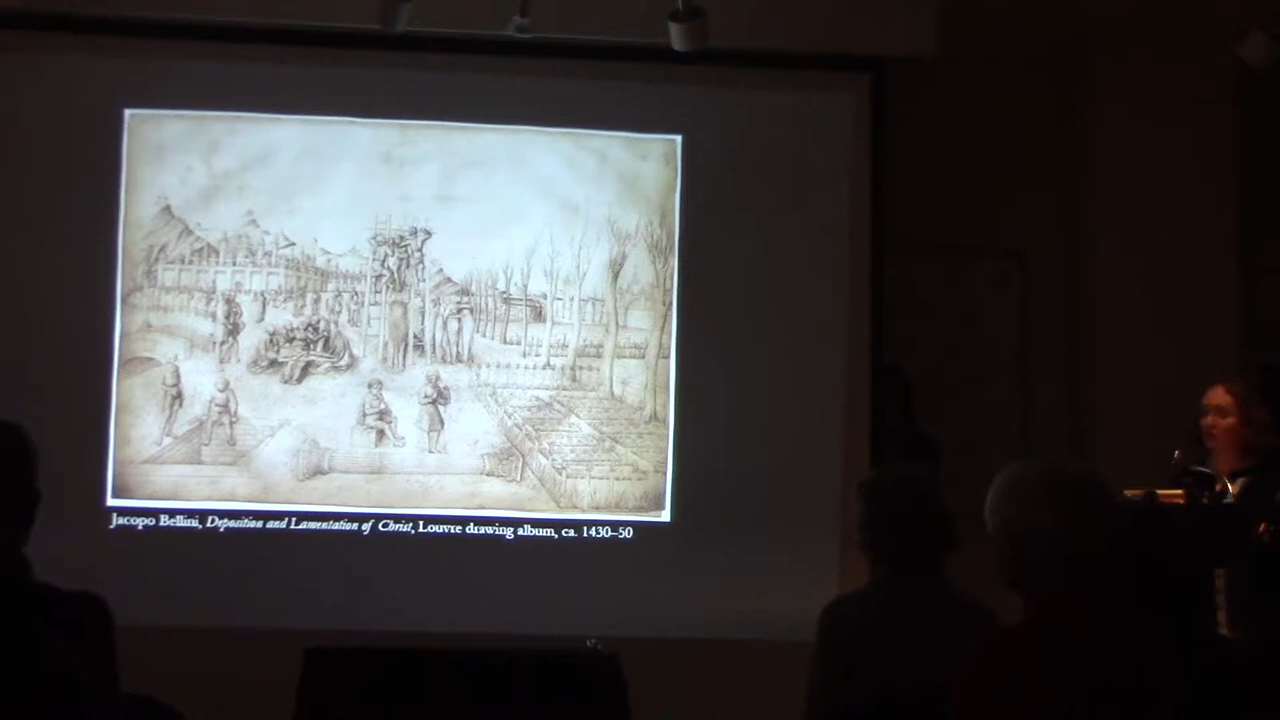 Jacopo Bellini, Deposition and Lamentation of Christ, Louvre drawing album, ca. 1430–50